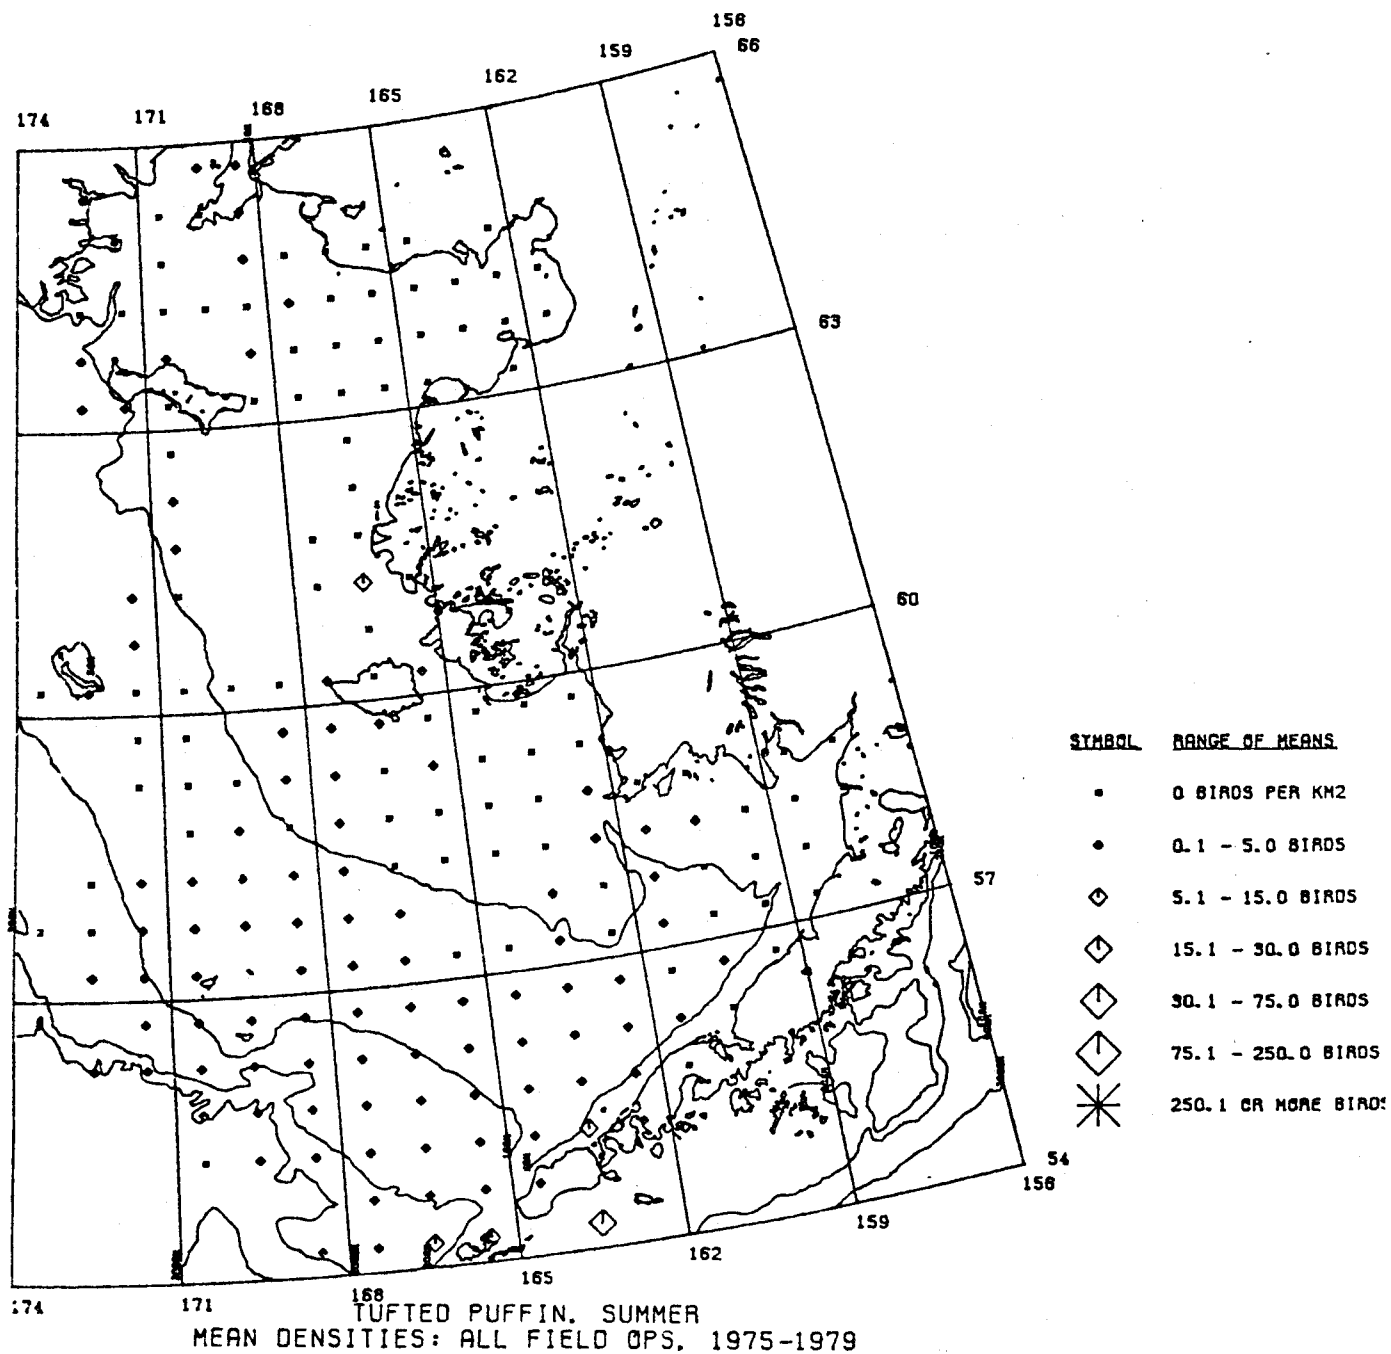 158
66
159
162
165
168
171
174
63
60
57
54
156
159
162
165
168
171
174
SYMBOL RANGE OF MEANS
0 BIRDS PER KM2
0.1 - 5.0 BIRDS
5.1 - 15.0 BIRDS
15.1 - 30.0 BIRDS
30.1 - 75.0 BIRDS
75.1 - 250.0 BIRDS
250.1 OR MORE BIRDS
TUFTED PUFFIN. SUMMER
MEAN DENSITIES: ALL FIELD OPS, 1975-1979